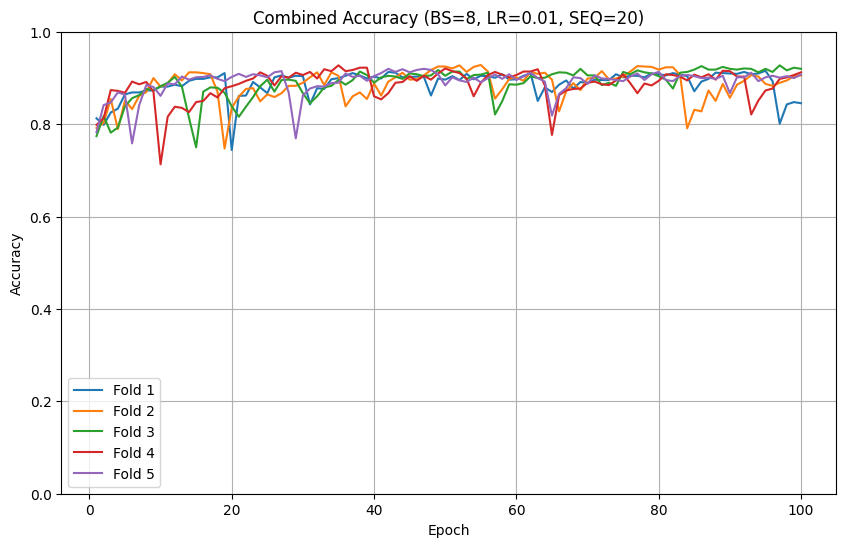 Combined Accuracy (BS=8, LR=0.01, SEQ=20)
Accuracy
1.0
0.8
0.6
0.4
0.2
0.0
Fold 1
Fold 2
Fold 3
Fold 4
Fold 5
0 20 40 60 80 100
Epoch